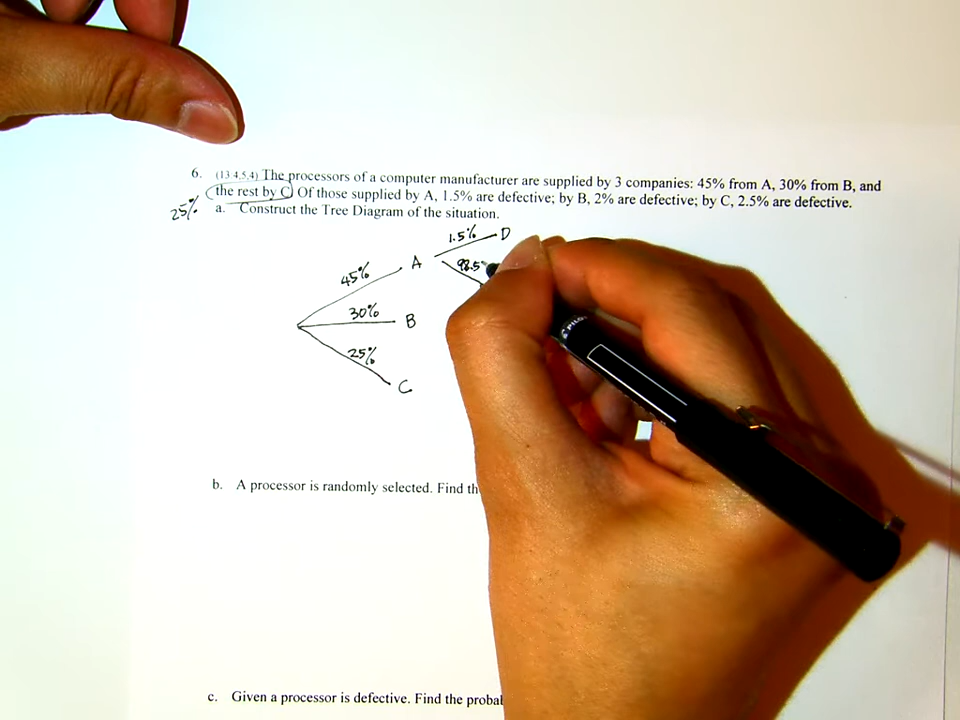 6. (13.4,5,4) The processors of a computer manufacturer are supplied by 3 companies: 45% from A, 30% from B, and
the rest by C. Of those supplied by A, 1.5% are defective; by B, 2% are defective; by C, 2.5% are defective.
25% a. Construct the Tree Diagram of the situation.
1.5% D
45% A 98.5
30% B
25%
C
b. A processor is randomly selected. Find th
c. Given a processor is defective. Find the probal
PILOT